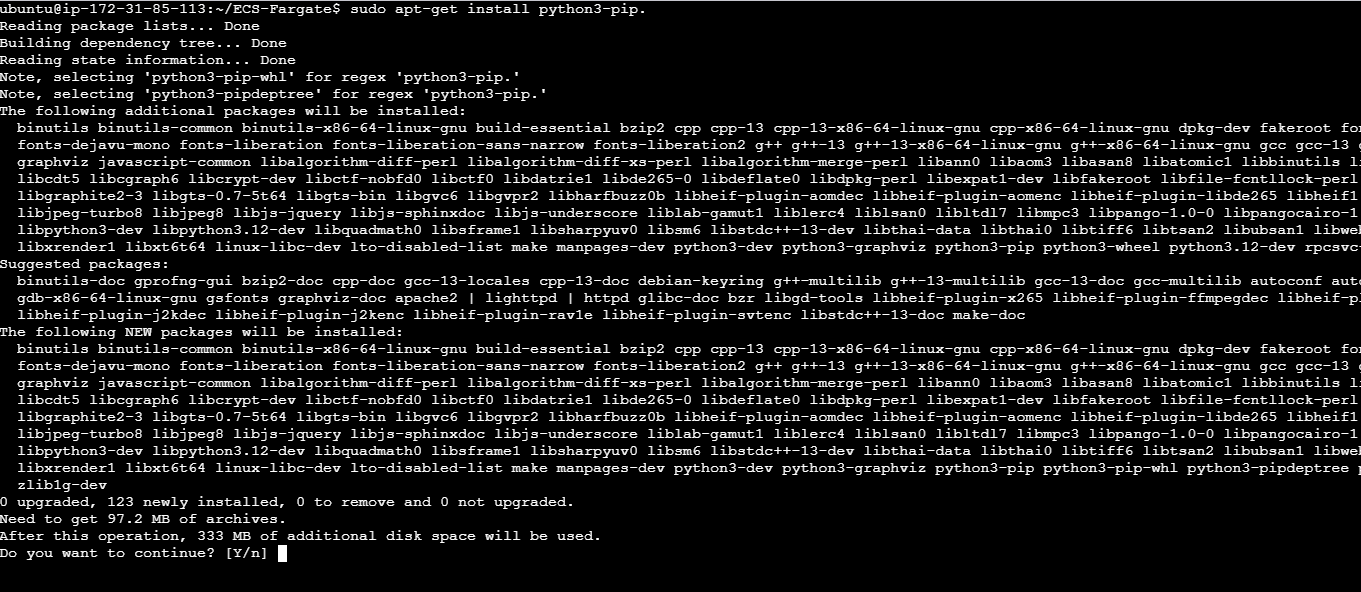 ubuntu@ip-172-31-85-113:~/ECS-Fargate$ sudo apt-get install python3-pip.
Reading package lists... Done
Building dependency tree... Done
Reading state information... Done
Note, selecting 'python3-pip-whl' for regex 'python3-pip.'
Note, selecting 'python3-pipdeptree' for regex 'python3-pip.'
The following additional packages will be installed:
binutils binutils-common binutils-x86-64-linux-gnu build-essential bzip2 cpp cpp-13 cpp-13-x86-64-linux-gnu cpp-x86-64-linux-gnu dpkg-dev fakeroot
fonts-dejavu-mono fonts-liberation fonts-liberation-sans-narrow fonts-liberation2 g++ g++-13 g++-13-x86-64-linux-gnu g++-x86-64-linux-gnu gcc gcc-13
graphviz javascript-common libalgorithm-diff-perl libalgorithm-diff-xs-perl libalgorithm-merge-perl libann0 libaom3 libasan8 libatomic1 libbinutils
libcdt5 libcgraph6 libcrypt-dev libctf-nobfd0 libctf0 libdatrie1 libde265-0 libdeflate0 libdpkg-perl libexpat1-dev libfakeroot libfile-fcntllock-perl
libgraphite2-3 libgts-0.7-5t64 libgts-bin libgvc6 libgvpr2 libharfbuzz0b libheif-plugin-aomdec libheif-plugin-aomenc libheif-plugin-libde265 libheif1
libjpeg-turbo8 libjpeg8 libjs-jquery libjs-sphinxdoc libjs-underscore liblab-gamut1 liblerc4 liblsan0 libltdl7 libmpc3 libpango-1.0-0 libpangocairo-1
libpython3-dev libpython3.12-dev libquadmath0 libsframe1 libsharpyuv0 libsm6 libstdc++-13-dev libthai-data libthai0 libtiff6 libtsan2 libubsan1
libxrender1 libxt6t64 linux-libc-dev lto-disabled-list make manpages-dev python3-dev python3-graphviz python3-pip python3-wheel python3.12-dev rpcsvc-
Suggested packages:
binutils-doc gprofng-gui bzip2-doc cpp-doc gcc-13-locales cpp-13-doc debian-keyring g++-multilib g++-13-multilib gcc-13-doc gcc-multilib autoconf
gdb-x86-64-linux-gnu gsfonts graphviz-doc apache2 | lighttpd | httpd glibc-doc bzr libgd-tools libheif-plugin-x265 libheif-plugin-ffmpegdec
libheif-plugin-j2kdec libheif-plugin-j2kenc libheif-plugin-rav1e libheif-plugin-svtenc libstdc++-13-doc make-doc
The following NEW packages will be installed:
binutils binutils-common binutils-x86-64-linux-gnu build-essential bzip2 cpp cpp-13 cpp-13-x86-64-linux-gnu cpp-x86-64-linux-gnu dpkg-dev fakeroot
fonts-dejavu-mono fonts-liberation fonts-liberation-sans-narrow fonts-liberation2 g++ g++-13 g++-13-x86-64-linux-gnu g++-x86-64-linux-gnu gcc gcc-13
graphviz javascript-common libalgorithm-diff-perl libalgorithm-diff-xs-perl libalgorithm-merge-perl libann0 libaom3 libasan8 libatomic1 libbinutils
libcdt5 libcgraph6 libcrypt-dev libctf-nobfd0 libctf0 libdatrie1 libde265-0 libdeflate0 libdpkg-perl libexpat1-dev libfakeroot libfile-fcntllock-perl
libgraphite2-3 libgts-0.7-5t64 libgts-bin libgvc6 libgvpr2 libharfbuzz0b libheif-plugin-aomdec libheif-plugin-aomenc libheif-plugin-libde265 libheif1
libjpeg-turbo8 libjpeg8 libjs-jquery libjs-sphinxdoc libjs-underscore liblab-gamut1 liblerc4 liblsan0 libltdl7 libmpc3 libpango-1.0-0 libpangocairo-1
libpython3-dev libpython3.12-dev libquadmath0 libsframe1 libsharpyuv0 libsm6 libstdc++-13-dev libthai-data libthai0 libtiff6 libtsan2 libubsan1
libxrender1 libxt6t64 linux-libc-dev lto-disabled-list make manpages-dev python3-dev python3-graphviz python3-pip python3-pip-whl python3-pipdeptree
zlib1g-dev
0 upgraded, 123 newly installed, 0 to remove and 0 not upgraded.
Need to get 97.2 MB of archives.
After this operation, 333 MB of additional disk space will be used.
Do you want to continue? [Y/n]